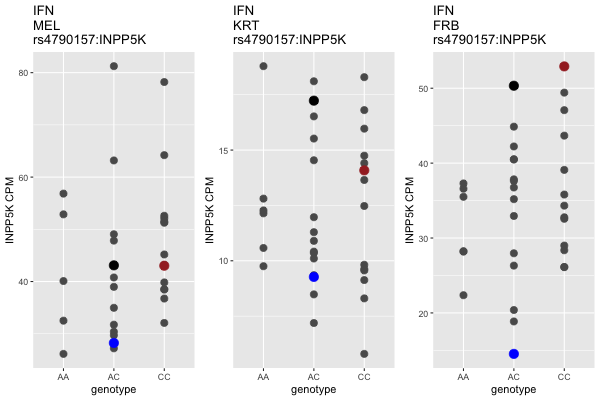 IFN
MEL
rs4790157:INPP5K
INPP5K CPM
80
60
40
AA
AC
CC
genotype
IFN
KRT
rs4790157:INPP5K
INPP5K CPM
15
10
AA
AC
CC
genotype
IFN
FRB
rs4790157:INPP5K
INPP5K CPM
50
40
30
20
AA
AC
CC
genotype